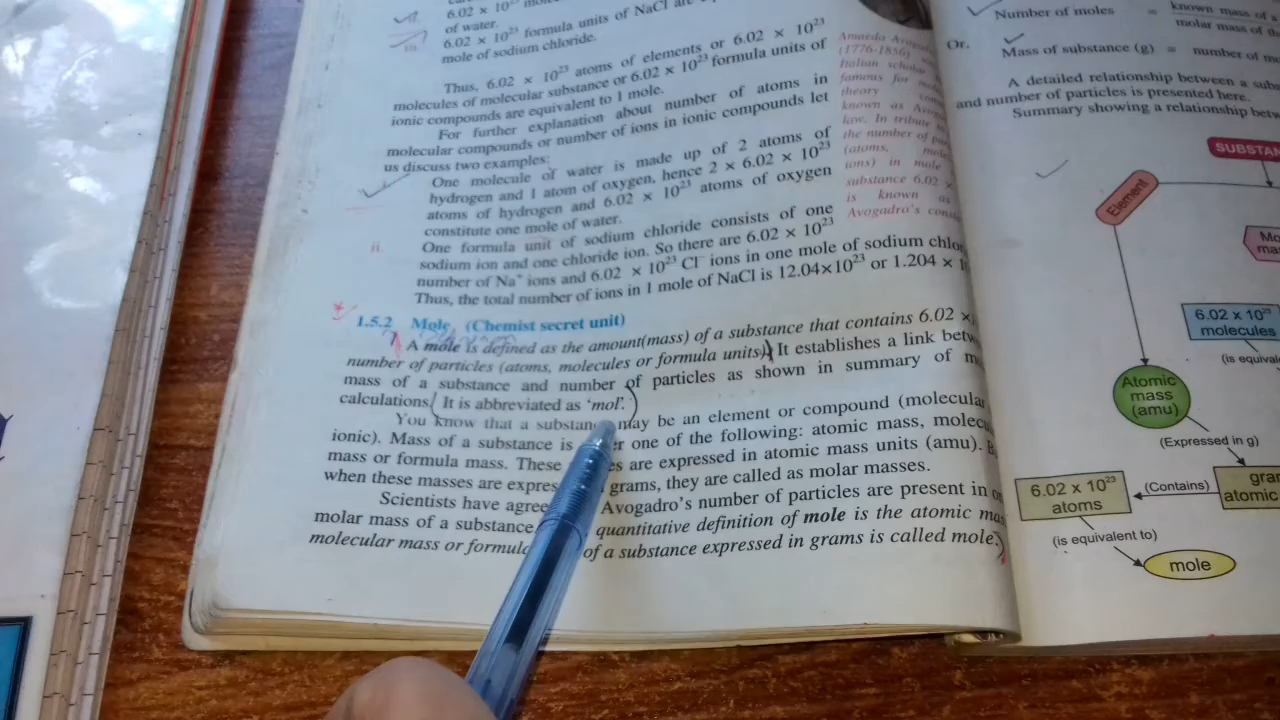 6.02 × 10²³
of water.
6.02 × 10²³ formula units of NaCl are
mole of sodium chloride.
Thus, 6.02 × 10²³ atoms of elements or 6.02 × 10²³
molecules of molecular substance or 6.02 × 10²³ formula units of
ionic compounds are equivalent to 1 mole.
For further explanation about number of atoms in
molecular compounds or number of ions in ionic compounds let
us discuss two examples:
One molecule of water is made up of 2 atoms of
hydrogen and 1 atom of oxygen, hence 2 × 6.02 × 10²³
atoms of hydrogen and 6.02 × 10²³ atoms of oxygen
constitute one mole of water.
ii. One formula unit of sodium chloride consists of one
sodium ion and one chloride ion. So there are 6.02 × 10²³
number of Na⁺ ions and 6.02 × 10²³ Cl⁻ ions in one mole of sodium
Thus, the total number of ions in 1 mole of NaCl is 12.04×10²³ or 1.204 ×
1.5.2 Mole (Chemist secret unit)
A mole is defined as the amount(mass) of a substance that contains 6.02 ×
number of particles (atoms, molecules or formula units). It establishes a link
mass of a substance and number of particles as shown in summary of
calculations. It is abbreviated as 'mol'.
You know that a may be an element or compound (molecular
ionic). Mass of a substance is one of the following: atomic mass,
mass or formula mass. These are expressed in atomic mass units (amu).
when these masses are grams, they are called as molar masses.
Scientists have Avogadro's number of particles are present in
molar mass of a substance quantitative definition of mole is the atomic
molecular mass or of a substance expressed in grams is called mole.
(1776-1856)
Italian
famous for
theory
known as
law. In tribute
the number of
(atoms,
ions) in mole
substance 6.02 ×
is known as
Avogadro's
Number of moles = known mass of
molar mass of
Or.
Mass of substance (g) = number of
A detailed relationship between a
and number of particles is presented here.
Summary showing a relationship
Element
6.02 x 10²³
molecules
(is
Atomic
mass
(amu)
(Expressed in g)
atomic
(Contains)
6.02 x 10²³
atoms
(is equivalent to)
mole